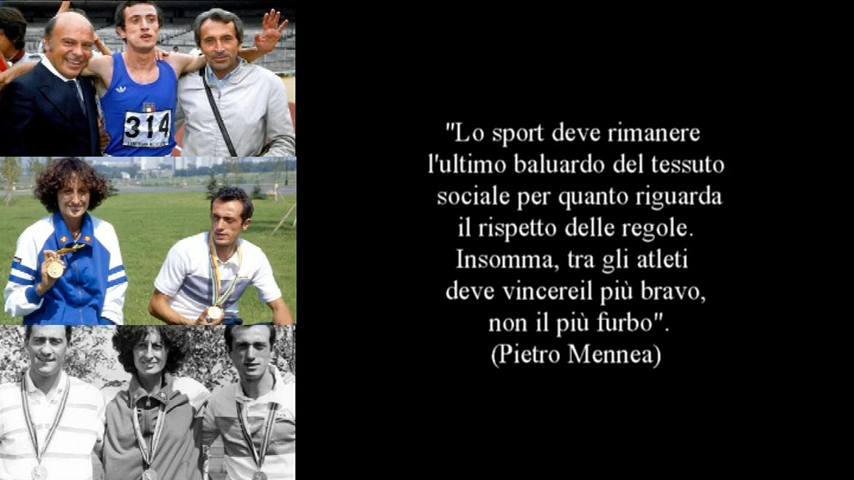 314
"Lo sport deve rimanere
l'ultimo baluardo del tessuto
sociale per quanto riguarda
il rispetto delle regole.
Insomma, tra gli atleti
deve vincereil più bravo,
non il più furbo".
(Pietro Mennea)